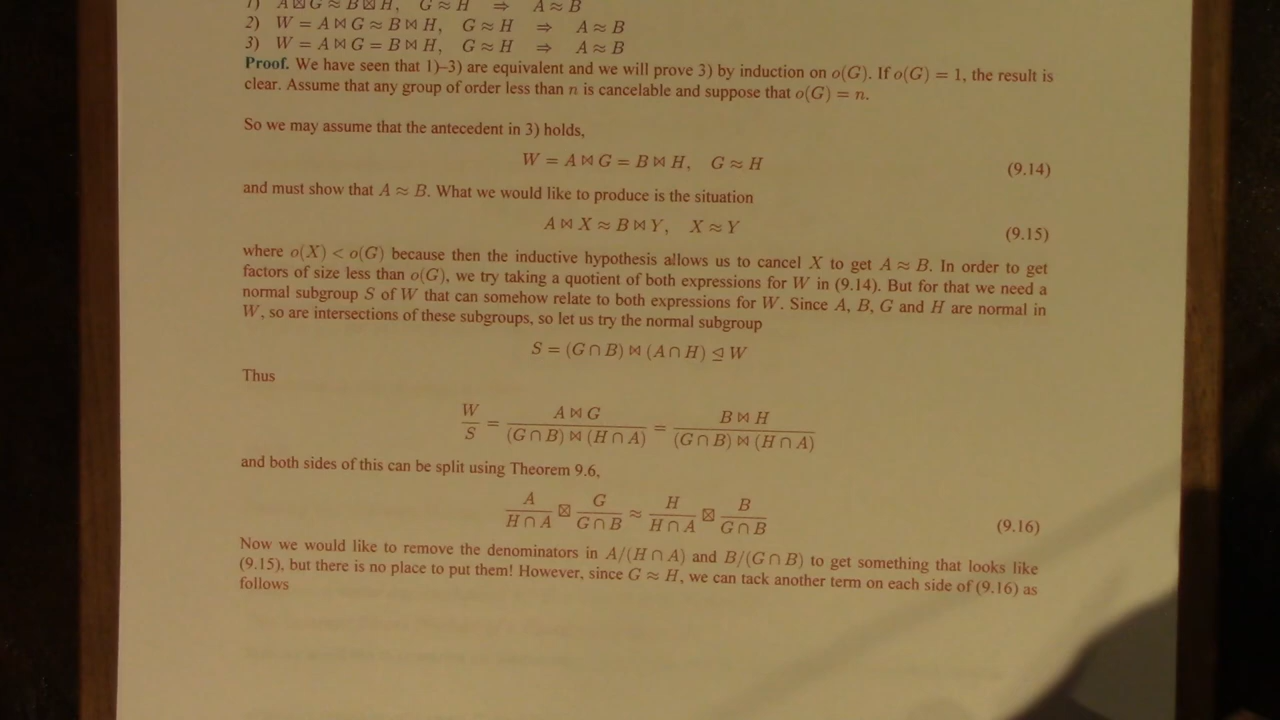 1) A ⊠ G ≈ B ⊠ H, G ≈ H ⇒ A ≈ B
2) W = A ⋈ G ≈ B ⋈ H, G ≈ H ⇒ A ≈ B
3) W = A ⋈ G = B ⋈ H, G ≈ H ⇒ A ≈ B
Proof. We have seen that 1)–3) are equivalent and we will prove 3) by induction on o(G). If o(G) = 1, the result is
clear. Assume that any group of order less than n is cancelable and suppose that o(G) = n.
So we may assume that the antecedent in 3) holds,
W = A ⋈ G = B ⋈ H, G ≈ H (9.14)
and must show that A ≈ B. What we would like to produce is the situation
A ⋈ X ≈ B ⋈ Y, X ≈ Y (9.15)
where o(X) < o(G) because then the inductive hypothesis allows us to cancel X to get A ≈ B. In order to get
factors of size less than o(G), we try taking a quotient of both expressions for W in (9.14). But for that we need a
normal subgroup S of W that can somehow relate to both expressions for W. Since A, B, G and H are normal in
W, so are intersections of these subgroups, so let us try the normal subgroup
S = (G ∩ B) ⋈ (A ∩ H) ⊴ W
Thus
W/S = A ⋈ G/(G ∩ B) ⋈ (H ∩ A) = B ⋈ H/(G ∩ B) ⋈ (H ∩ A)
and both sides of this can be split using Theorem 9.6,
A/H ∩ A ⊠ G/G ∩ B ≈ H/H ∩ A ⊠ B/G ∩ B (9.16)
Now we would like to remove the denominators in A/(H ∩ A) and B/(G ∩ B) to get something that looks like
(9.15), but there is no place to put them! However, since G ≈ H, we can tack another term on each side of (9.16) as
follows